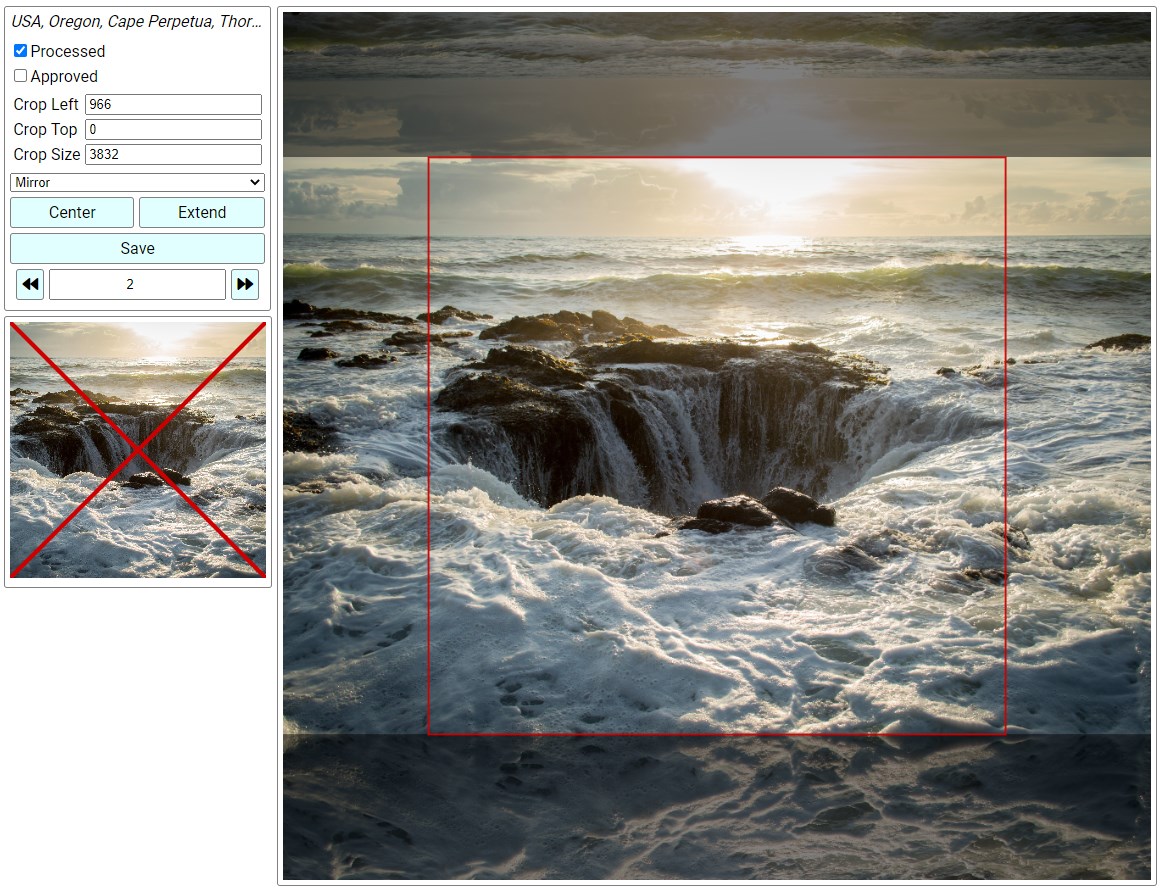 USA, Oregon, Cape Perpetua, Thor...
Processed
Approved
Crop Left 966
Crop Top 0
Crop Size 3832
Mirror
Center Extend
Save
2